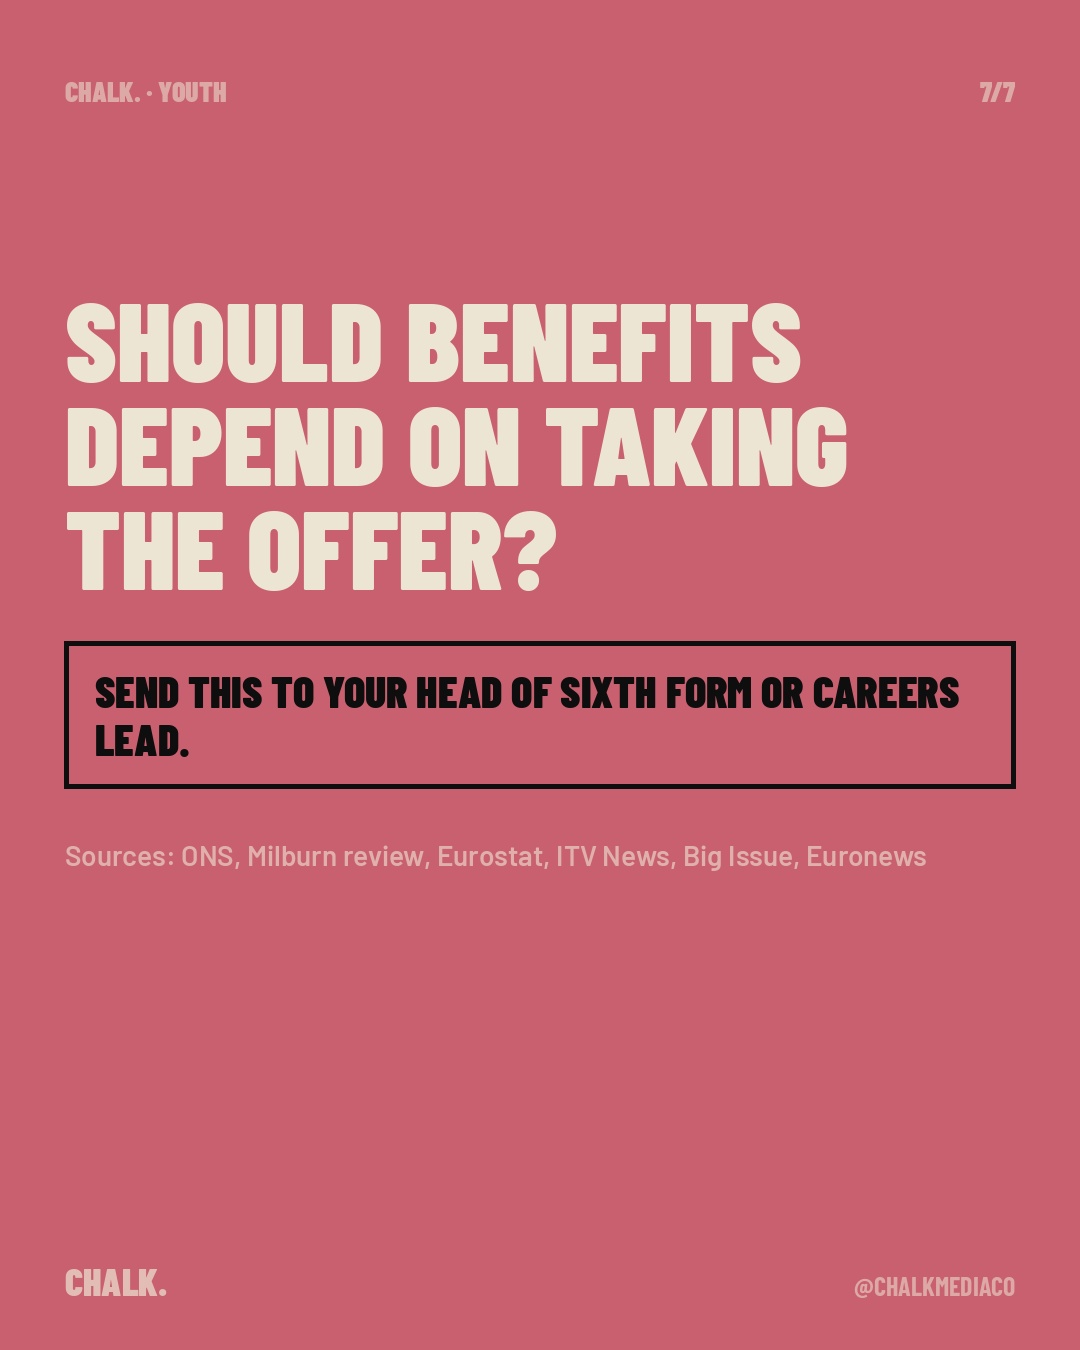 CHALK. · YOUTH
7/7
SHOULD BENEFITS
DEPEND ON TAKING
THE OFFER?
SEND THIS TO YOUR HEAD OF SIXTH FORM OR CAREERS
LEAD.
Sources: ONS, Milburn review, Eurostat, ITV News, Big Issue, Euronews
CHALK.
@CHALKMEDIACO